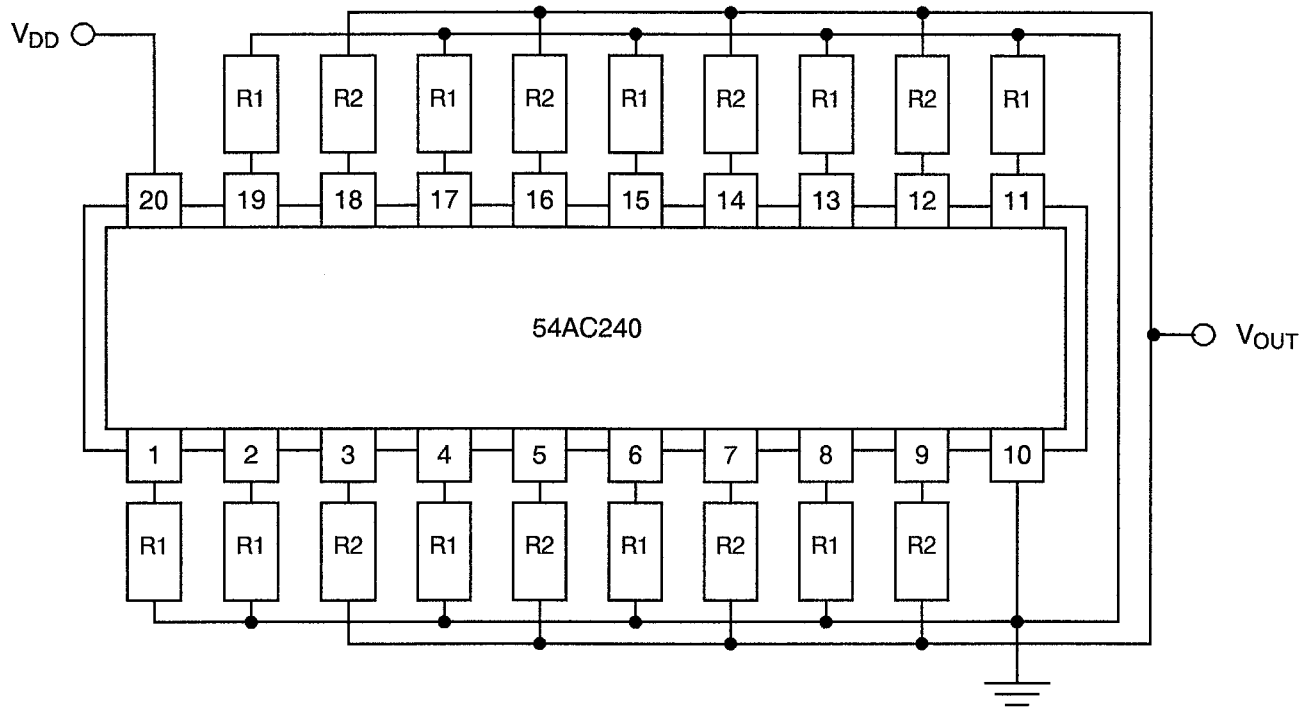 V_DD
R1 R2 R1 R2 R1 R2 R1 R2 R1
20 19 18 17 16 15 14 13 12 11
54AC240
V_OUT
1 2 3 4 5 6 7 8 9 10
R1 R1 R2 R1 R2 R1 R2 R1 R2